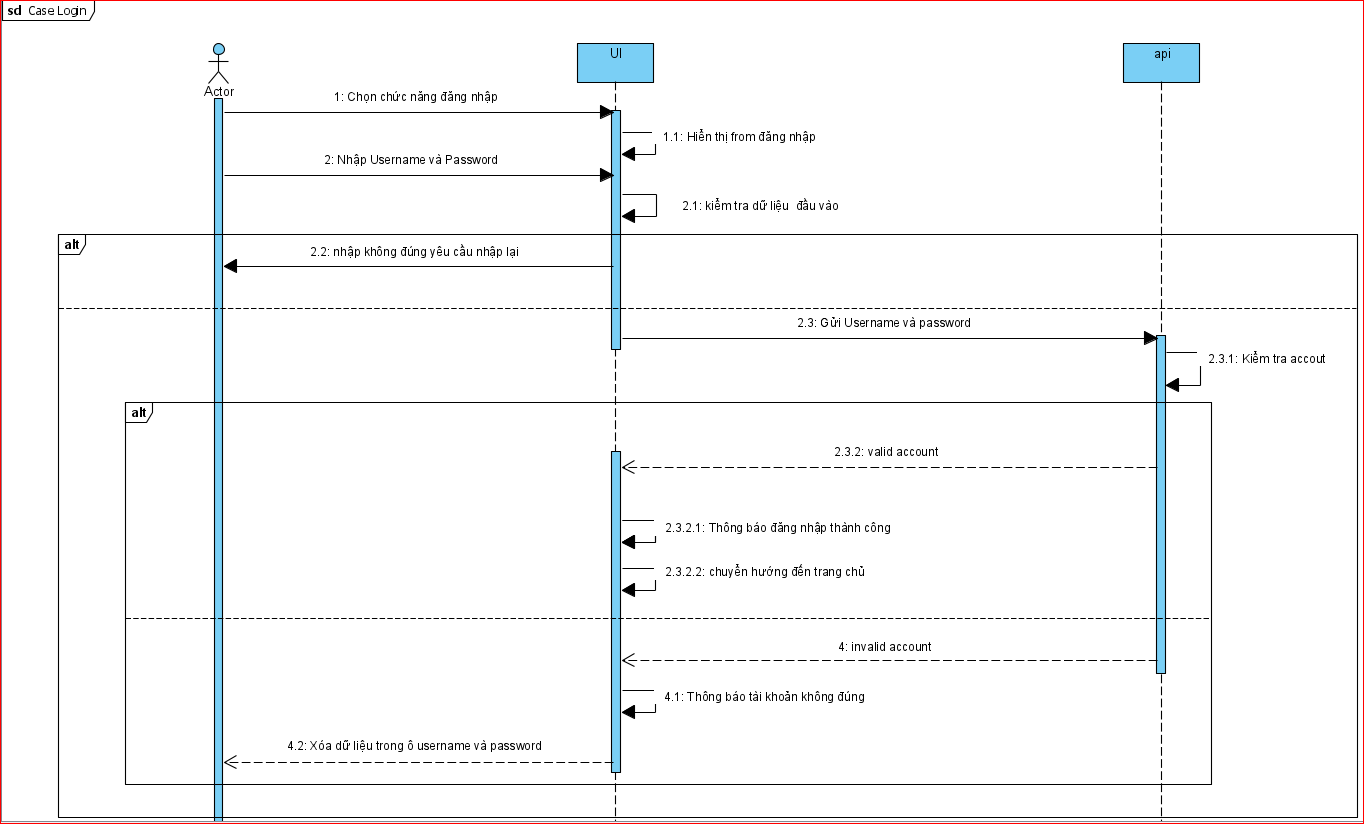 sd Case Login
UI
api
Actor
1: Chọn chức năng đăng nhập
1.1: Hiển thị from đăng nhập
2: Nhập Username và Password
2.1: kiểm tra dữ liệu đầu vào
alt
2.2: nhập không đúng yêu cầu nhập lại
2.3: Gửi Username và password
2.3.1: Kiểm tra accout
alt
2.3.2: valid account
2.3.2.1: Thông báo đăng nhập thành công
2.3.2.2: chuyển hướng đến trang chủ
4: invalid account
4.1: Thông báo tài khoản không đúng
4.2: Xóa dữ liệu trong ô username và password